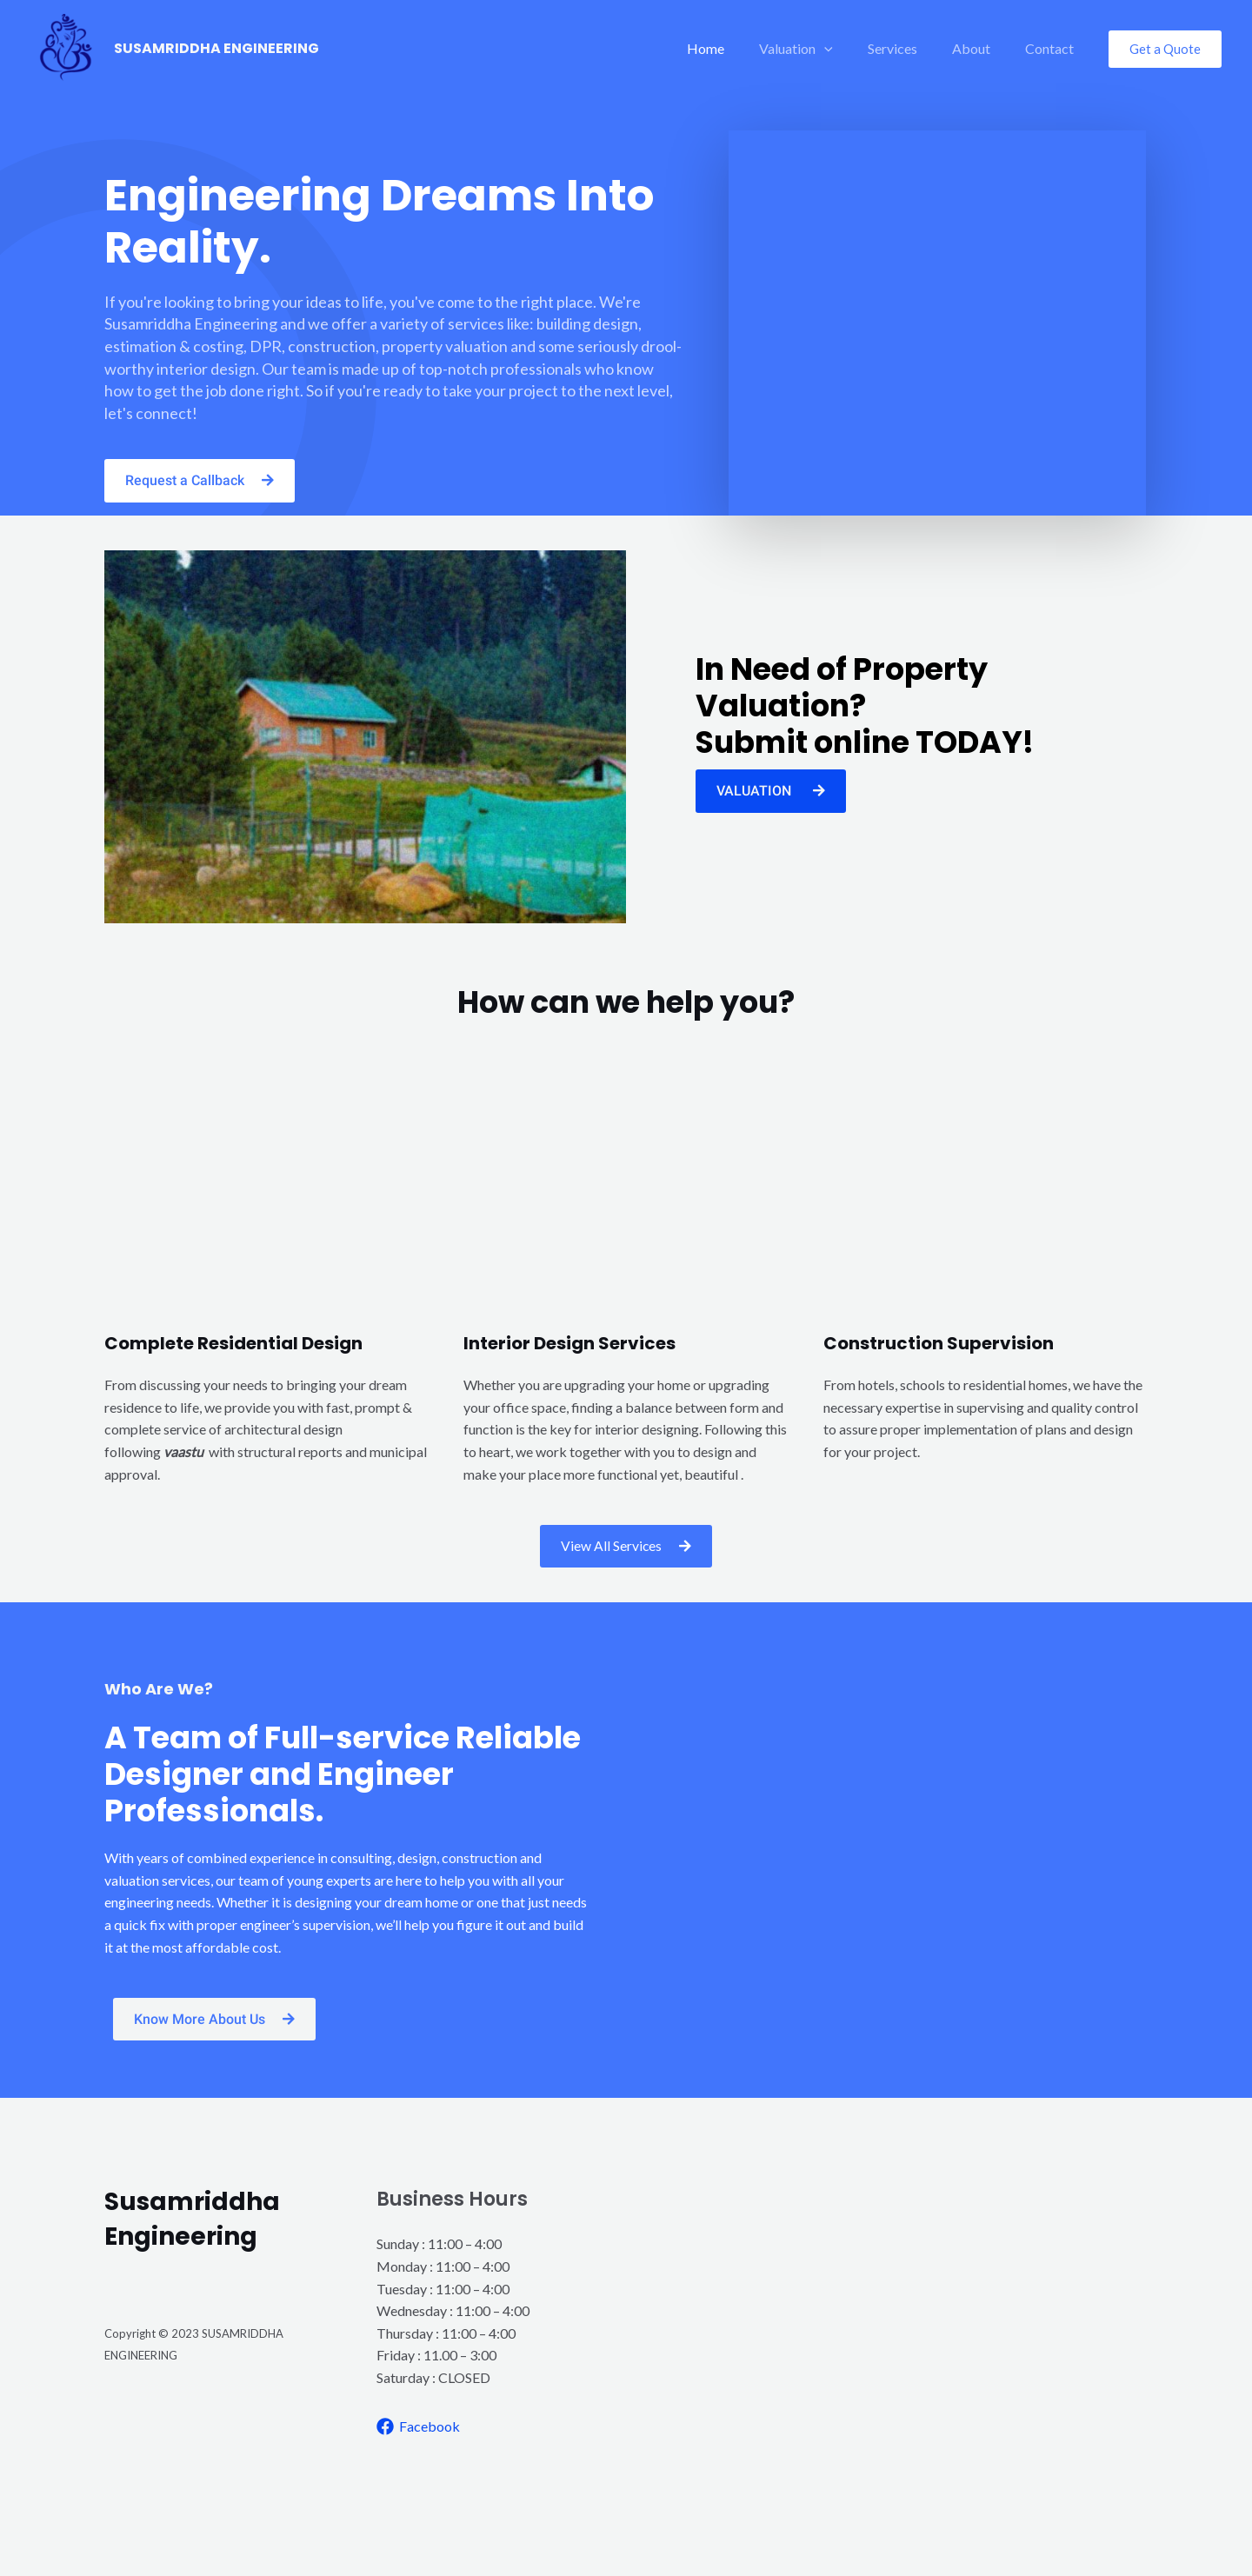 SUSAMRIDDHA ENGINEERING
Home
Valuation
Services
About
Contact
Get a Quote
Engineering Dreams Into
Reality.
If you're looking to bring your ideas to life, you've come to the right place. We're
Susamriddha Engineering and we offer a variety of services like: building design,
estimation & costing, DPR, construction, property valuation and some seriously drool-
worthy interior design. Our team is made up of top-notch professionals who know
how to get the job done right. So if you're ready to take your project to the next level,
let's connect!
Request a Callback
In Need of Property
Valuation?
Submit online TODAY!
VALUATION
How can we help you?
Complete Residential Design
From discussing your needs to bringing your dream
residence to life, we provide you with fast, prompt &
complete service of architectural design
following vaastu with structural reports and municipal
approval.
Interior Design Services
Whether you are upgrading your home or upgrading
your office space, finding a balance between form and
function is the key for interior designing. Following this
to heart, we work together with you to design and
make your place more functional yet, beautiful .
Construction Supervision
From hotels, schools to residential homes, we have the
necessary expertise in supervising and quality control
to assure proper implementation of plans and design
for your project.
View All Services
Who Are We?
A Team of Full-service Reliable
Designer and Engineer
Professionals.
With years of combined experience in consulting, design, construction and
valuation services, our team of young experts are here to help you with all your
engineering needs. Whether it is designing your dream home or one that just needs
a quick fix with proper engineer’s supervision, we’ll help you figure it out and build
it at the most affordable cost.
Know More About Us
Susamriddha
Engineering
Copyright © 2023 SUSAMRIDDHA
ENGINEERING
Business Hours
Sunday : 11:00 – 4:00
Monday : 11:00 – 4:00
Tuesday : 11:00 – 4:00
Wednesday : 11:00 – 4:00
Thursday : 11:00 – 4:00
Friday : 11.00 – 3:00
Saturday : CLOSED
Facebook